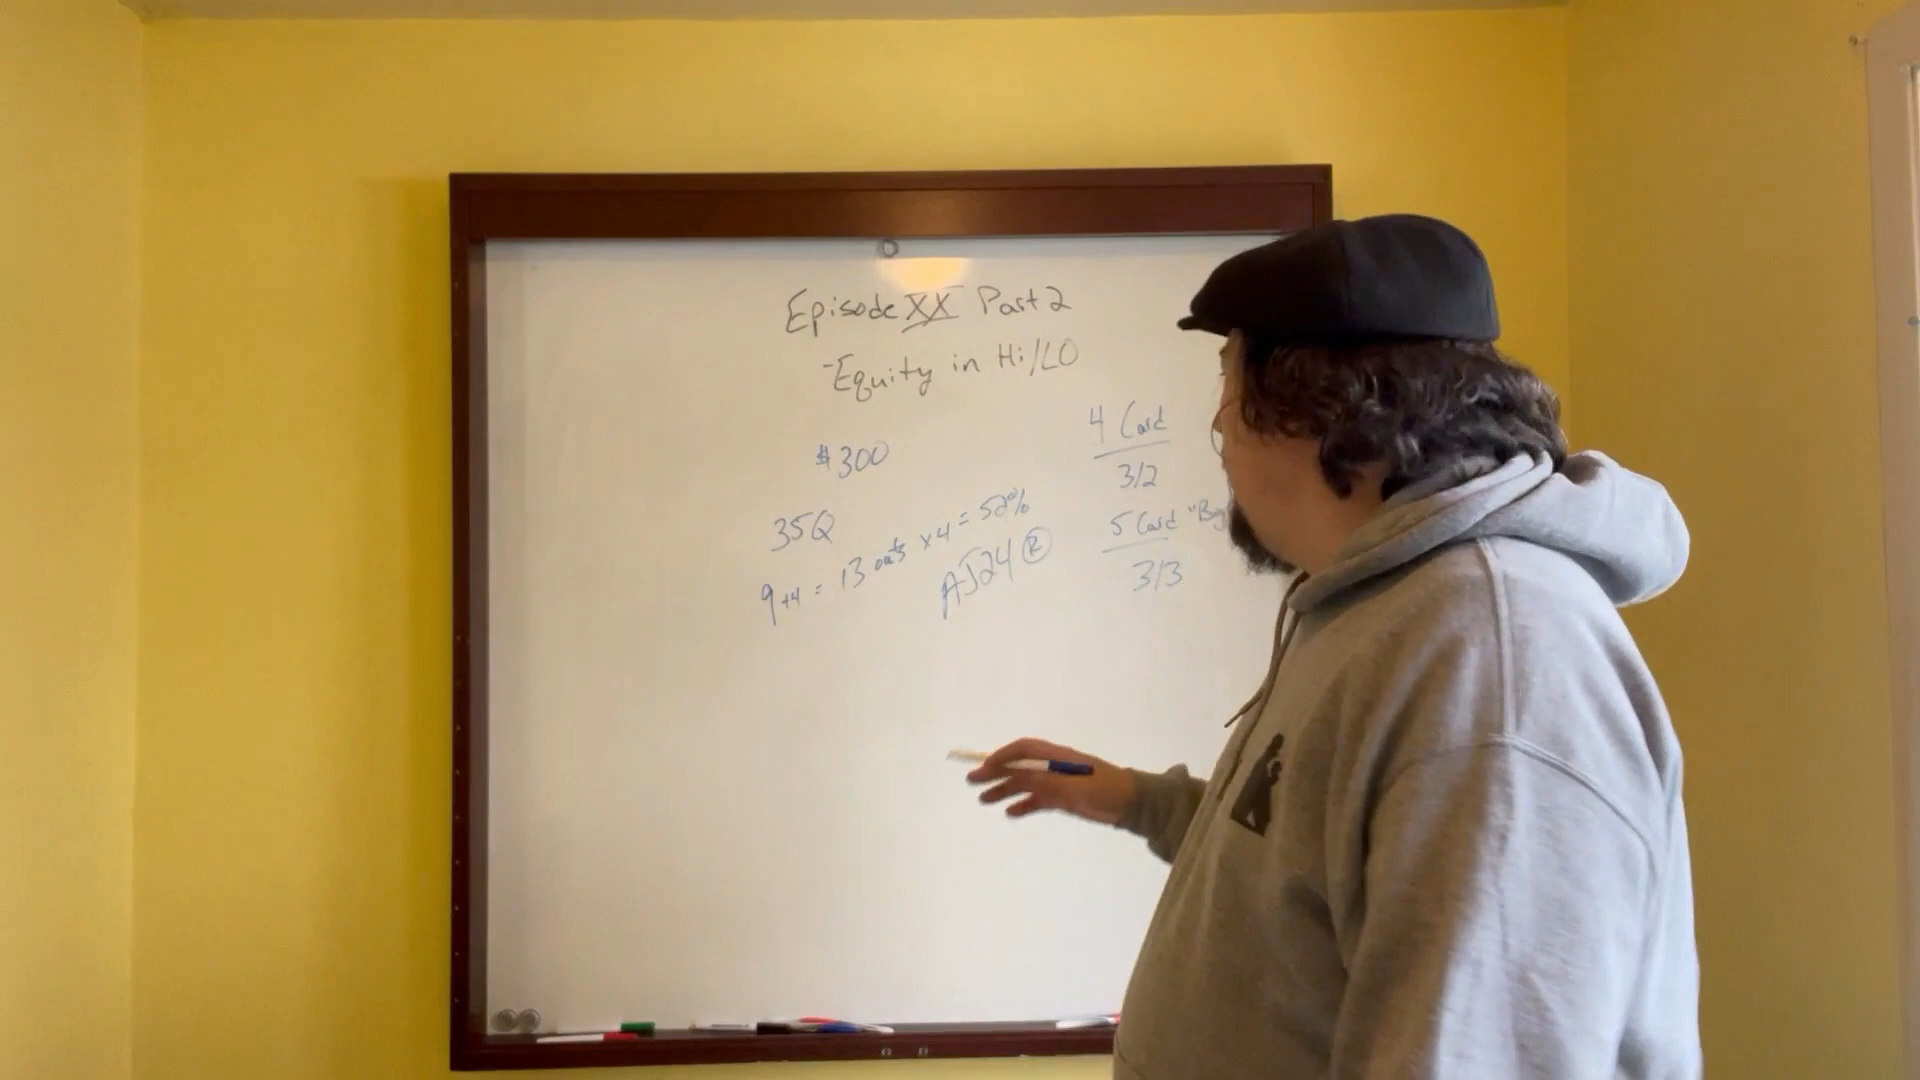 Episode XX Part 2
-Equity in Hi/LO
$300
35Q
9+4 = 13 outs x4 = 52%
AJ24 R
4 Card
3/2
5 Card
3/3